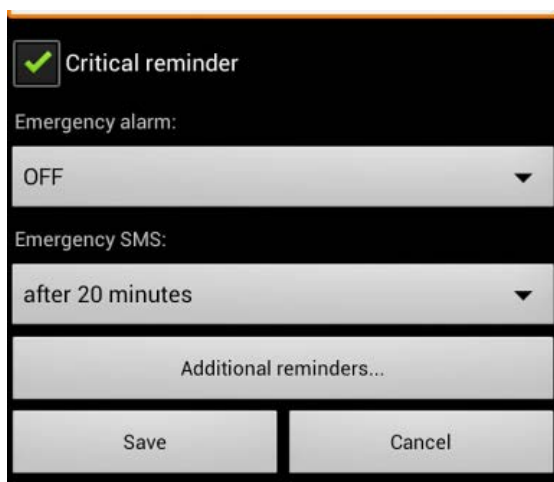 Critical reminder
Emergency alarm:
OFF
Emergency SMS:
after 20 minutes
Additional reminders...
Save
Cancel